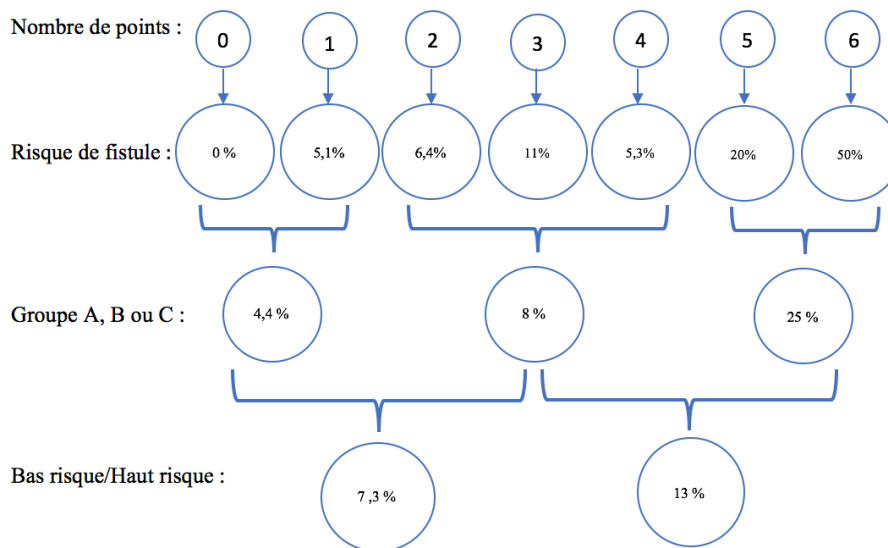 Nombre de points : 0 1 2 3 4 5 6
Risque de fistule : 0 % 5,1% 6,4% 11% 5,3% 20% 50%
Groupe A, B ou C : 4,4 % 8 % 25 %
Bas risque/Haut risque : 7 ,3 % 13 %